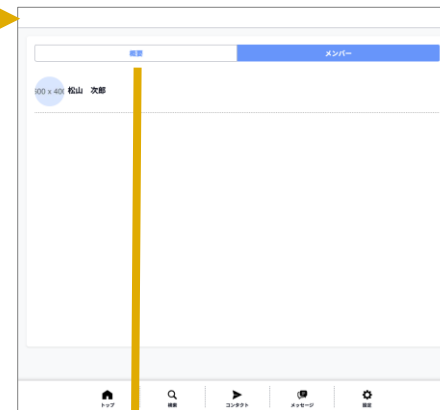 概要 メンバー
600 x 400 松山 次郎
トップ 検索 コンタクト メッセージ 設定